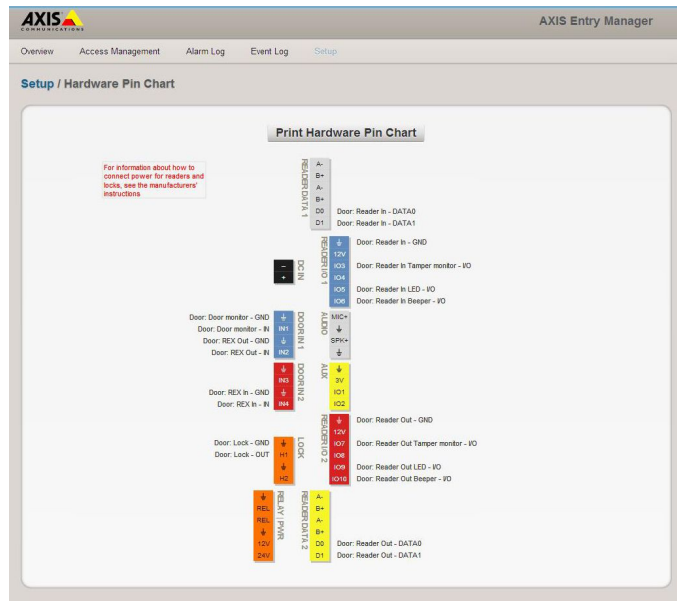 AXIS
COMMUNICATIONS
AXIS Entry Manager
Overview Access Management Alarm Log Event Log Setup
Setup / Hardware Pin Chart
Print Hardware Pin Chart
For information about how to
connect power for readers and
locks, see the manufacturers'
instructions
READER DATA 1
A-
B+
A-
B+
D0 Door: Reader In - DATA0
D1 Door: Reader In - DATA1
READER I/O 1
Door: Reader In - GND
12V
IO3 Door: Reader In Tamper monitor - I/O
IO4
IO5 Door: Reader In LED - I/O
IO6 Door: Reader In Beeper - I/O
DC IN
-
+
DOOR IN 1
Door: Door monitor - GND
Door: Door monitor - IN IN1
Door: REX Out - GND
Door: REX Out - IN IN2
AUDIO
MIC+
SPK+
DOOR IN 2
IN3
Door: REX In - GND
Door: REX In - IN IN4
AUX
3V
IO1
IO2
READER I/O 2
Door: Reader Out - GND
12V
IO7 Door: Reader Out Tamper monitor - I/O
IO8
IO9 Door: Reader Out LED - I/O
IO10 Door: Reader Out Beeper - I/O
LOCK
Door: Lock - GND
Door: Lock - OUT H1
H2
RELAY | PWR
REL
REL
12V
24V
READER DATA 2
A-
B+
A-
B+
D0 Door: Reader Out - DATA0
D1 Door: Reader Out - DATA1